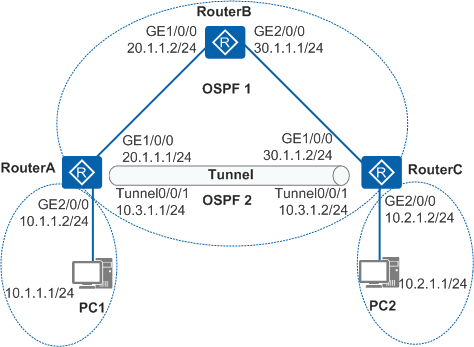 RouterB
GE1/0/0
20.1.1.2/24
GE2/0/0
30.1.1.1/24
OSPF 1
GE1/0/0
20.1.1.1/24
GE1/0/0
30.1.1.2/24
RouterA
Tunnel
RouterC
Tunnel0/0/1
10.3.1.1/24
OSPF 2
Tunnel0/0/1
10.3.1.2/24
GE2/0/0
10.1.1.2/24
GE2/0/0
10.2.1.2/24
10.1.1.1/24
PC1
10.2.1.1/24
PC2
R
R
R